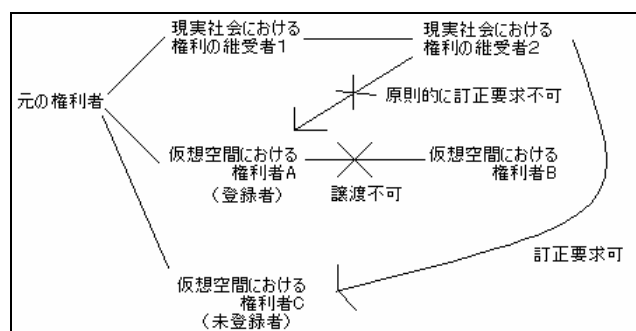 現実社会における
権利の継受者1
現実社会における
権利の継受者2
元の権利者
原則的に訂正要求不可
仮想空間における
権利者A
(登録者)
譲渡不可
仮想空間における
権利者B
訂正要求可
仮想空間における
権利者C
(未登録者)